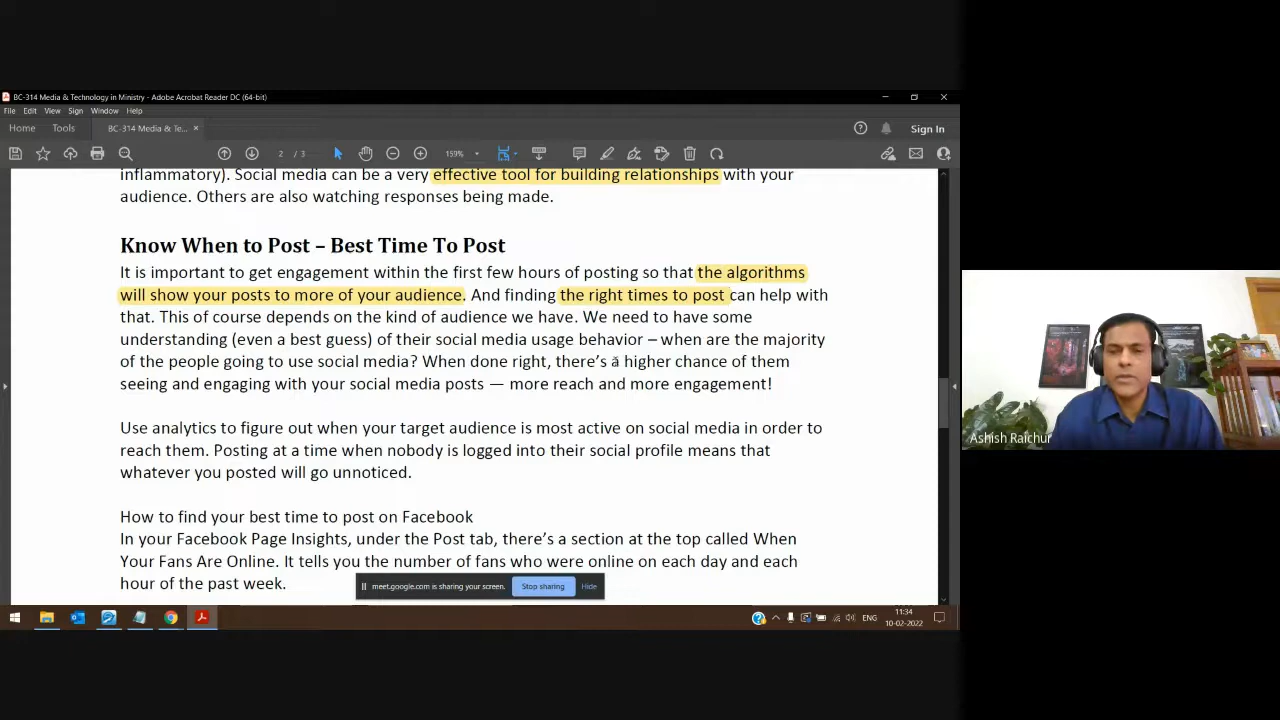 BC-314 Media & Technology in Ministry - Adobe Acrobat Reader DC (64-bit)
File Edit View Sign Window Help
Home Tools BC-314 Media & Te... × Sign In
2 / 3 159%
inflammatory). Social media can be a very effective tool for building relationships with your
audience. Others are also watching responses being made.
Know When to Post – Best Time To Post
It is important to get engagement within the first few hours of posting so that the algorithms
will show your posts to more of your audience. And finding the right times to post can help with
that. This of course depends on the kind of audience we have. We need to have some
understanding (even a best guess) of their social media usage behavior – when are the majority
of the people going to use social media? When done right, there's a higher chance of them
seeing and engaging with your social media posts — more reach and more engagement!
Use analytics to figure out when your target audience is most active on social media in order to
reach them. Posting at a time when nobody is logged into their social profile means that
whatever you posted will go unnoticed.
How to find your best time to post on Facebook
In your Facebook Page Insights, under the Post tab, there's a section at the top called When
Your Fans Are Online. It tells you the number of fans who were online on each day and each
hour of the past week.
meet.google.com is sharing your screen. Stop sharing Hide
ENG
11:34
10-02-2022
Ashish Raichur